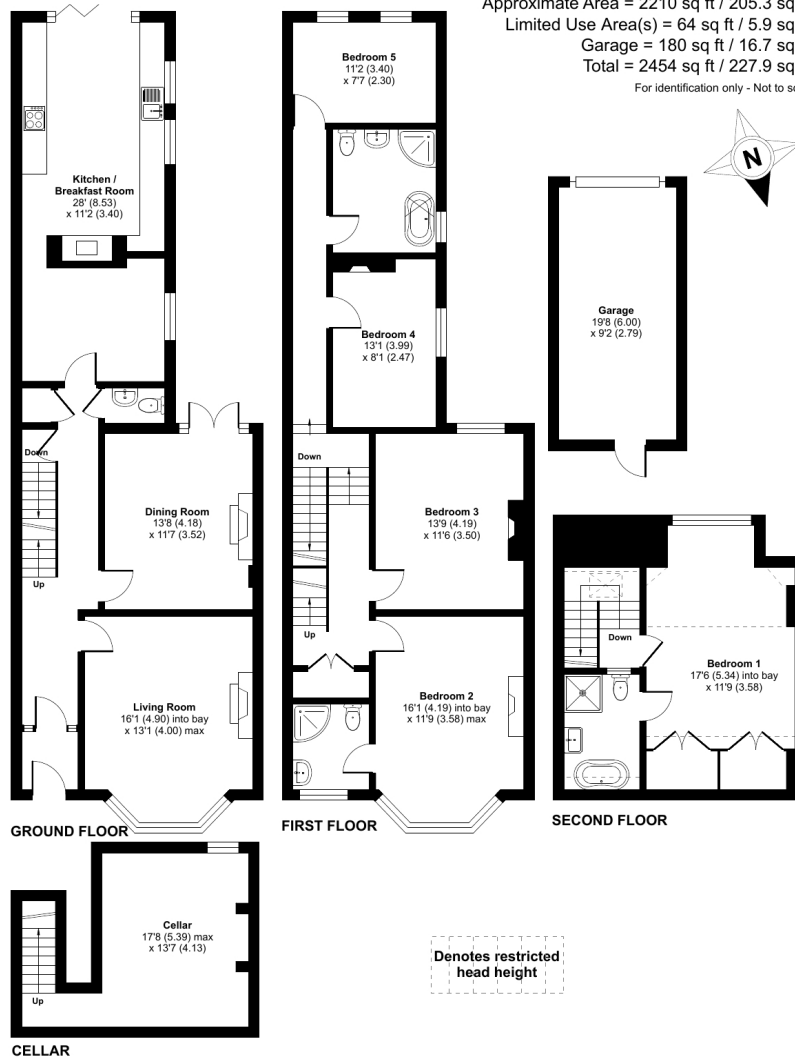 Approximate Area = 2210 sq ft / 205.3 sq
Limited Use Area(s) = 64 sq ft / 5.9 sq
Garage = 180 sq ft / 16.7 sq
Total = 2454 sq ft / 227.9 sq
For identification only - Not to sc
N
Kitchen /
Breakfast Room
28' (8.53)
x 11'2 (3.40)
Down
Up
Dining Room
13'8 (4.18)
x 11'7 (3.52)
Living Room
16'1 (4.90) into bay
x 13'1 (4.00) max
GROUND FLOOR
Bedroom 5
11'2 (3.40)
x 7'7 (2.30)
Bedroom 4
13'1 (3.99)
x 8'1 (2.47)
Down
Bedroom 3
13'9 (4.19)
x 11'6 (3.50)
Up
Bedroom 2
16'1 (4.19) into bay
x 11'9 (3.58) max
FIRST FLOOR
Garage
19'8 (6.00)
x 9'2 (2.79)
Down
Bedroom 1
17'6 (5.34) into bay
x 11'9 (3.58)
SECOND FLOOR
Cellar
17'8 (5.39) max
x 13'7 (4.13)
Up
CELLAR
Denotes restricted
head height